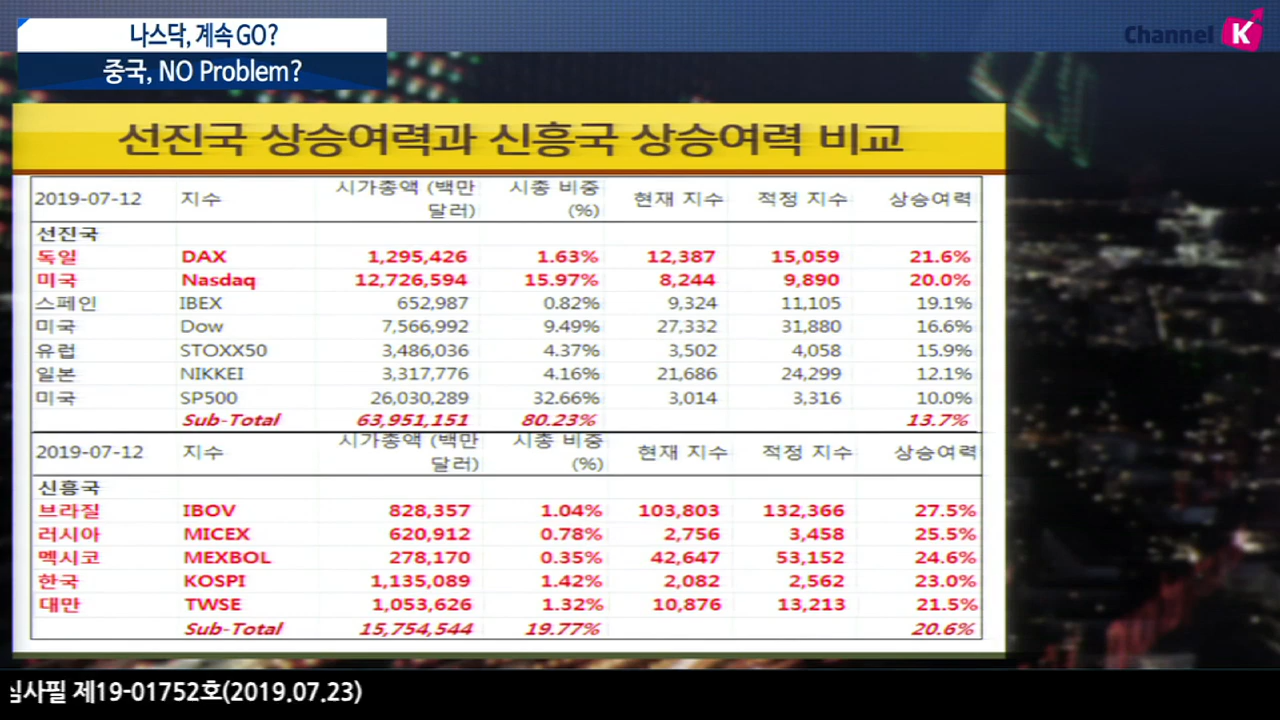 나스닥, 계속 GO?
중국, NO Problem?
Channel K
선진국 상승여력과 신흥국 상승여력 비교
2019-07-12 지수 시가총액 (백만 달러) 시총 비중 (%) 현재 지수 적정 지수 상승여력
선진국
독일 DAX 1,295,426 1.63% 12,387 15,059 21.6%
미국 Nasdaq 12,726,594 15.97% 8,244 9,890 20.0%
스페인 IBEX 652,987 0.82% 9,324 11,105 19.1%
미국 Dow 7,566,992 9.49% 27,332 31,880 16.6%
유럽 STOXX50 3,486,036 4.37% 3,502 4,058 15.9%
일본 NIKKEI 3,317,776 4.16% 21,686 24,299 12.1%
미국 SP500 26,030,289 32.66% 3,014 3,316 10.0%
Sub-Total 63,951,151 80.23% 13.7%
2019-07-12 지수 시가총액 (백만 달러) 시총 비중 (%) 현재 지수 적정 지수 상승여력
신흥국
브라질 IBOV 828,357 1.04% 103,803 132,366 27.5%
러시아 MICEX 620,912 0.78% 2,756 3,458 25.5%
멕시코 MEXBOL 278,170 0.35% 42,647 53,152 24.6%
한국 KOSPI 1,135,089 1.42% 2,082 2,562 23.0%
대만 TWSE 1,053,626 1.32% 10,876 13,213 21.5%
Sub-Total 15,754,544 19.77% 20.6%
심사필 제19-01752호(2019.07.23)